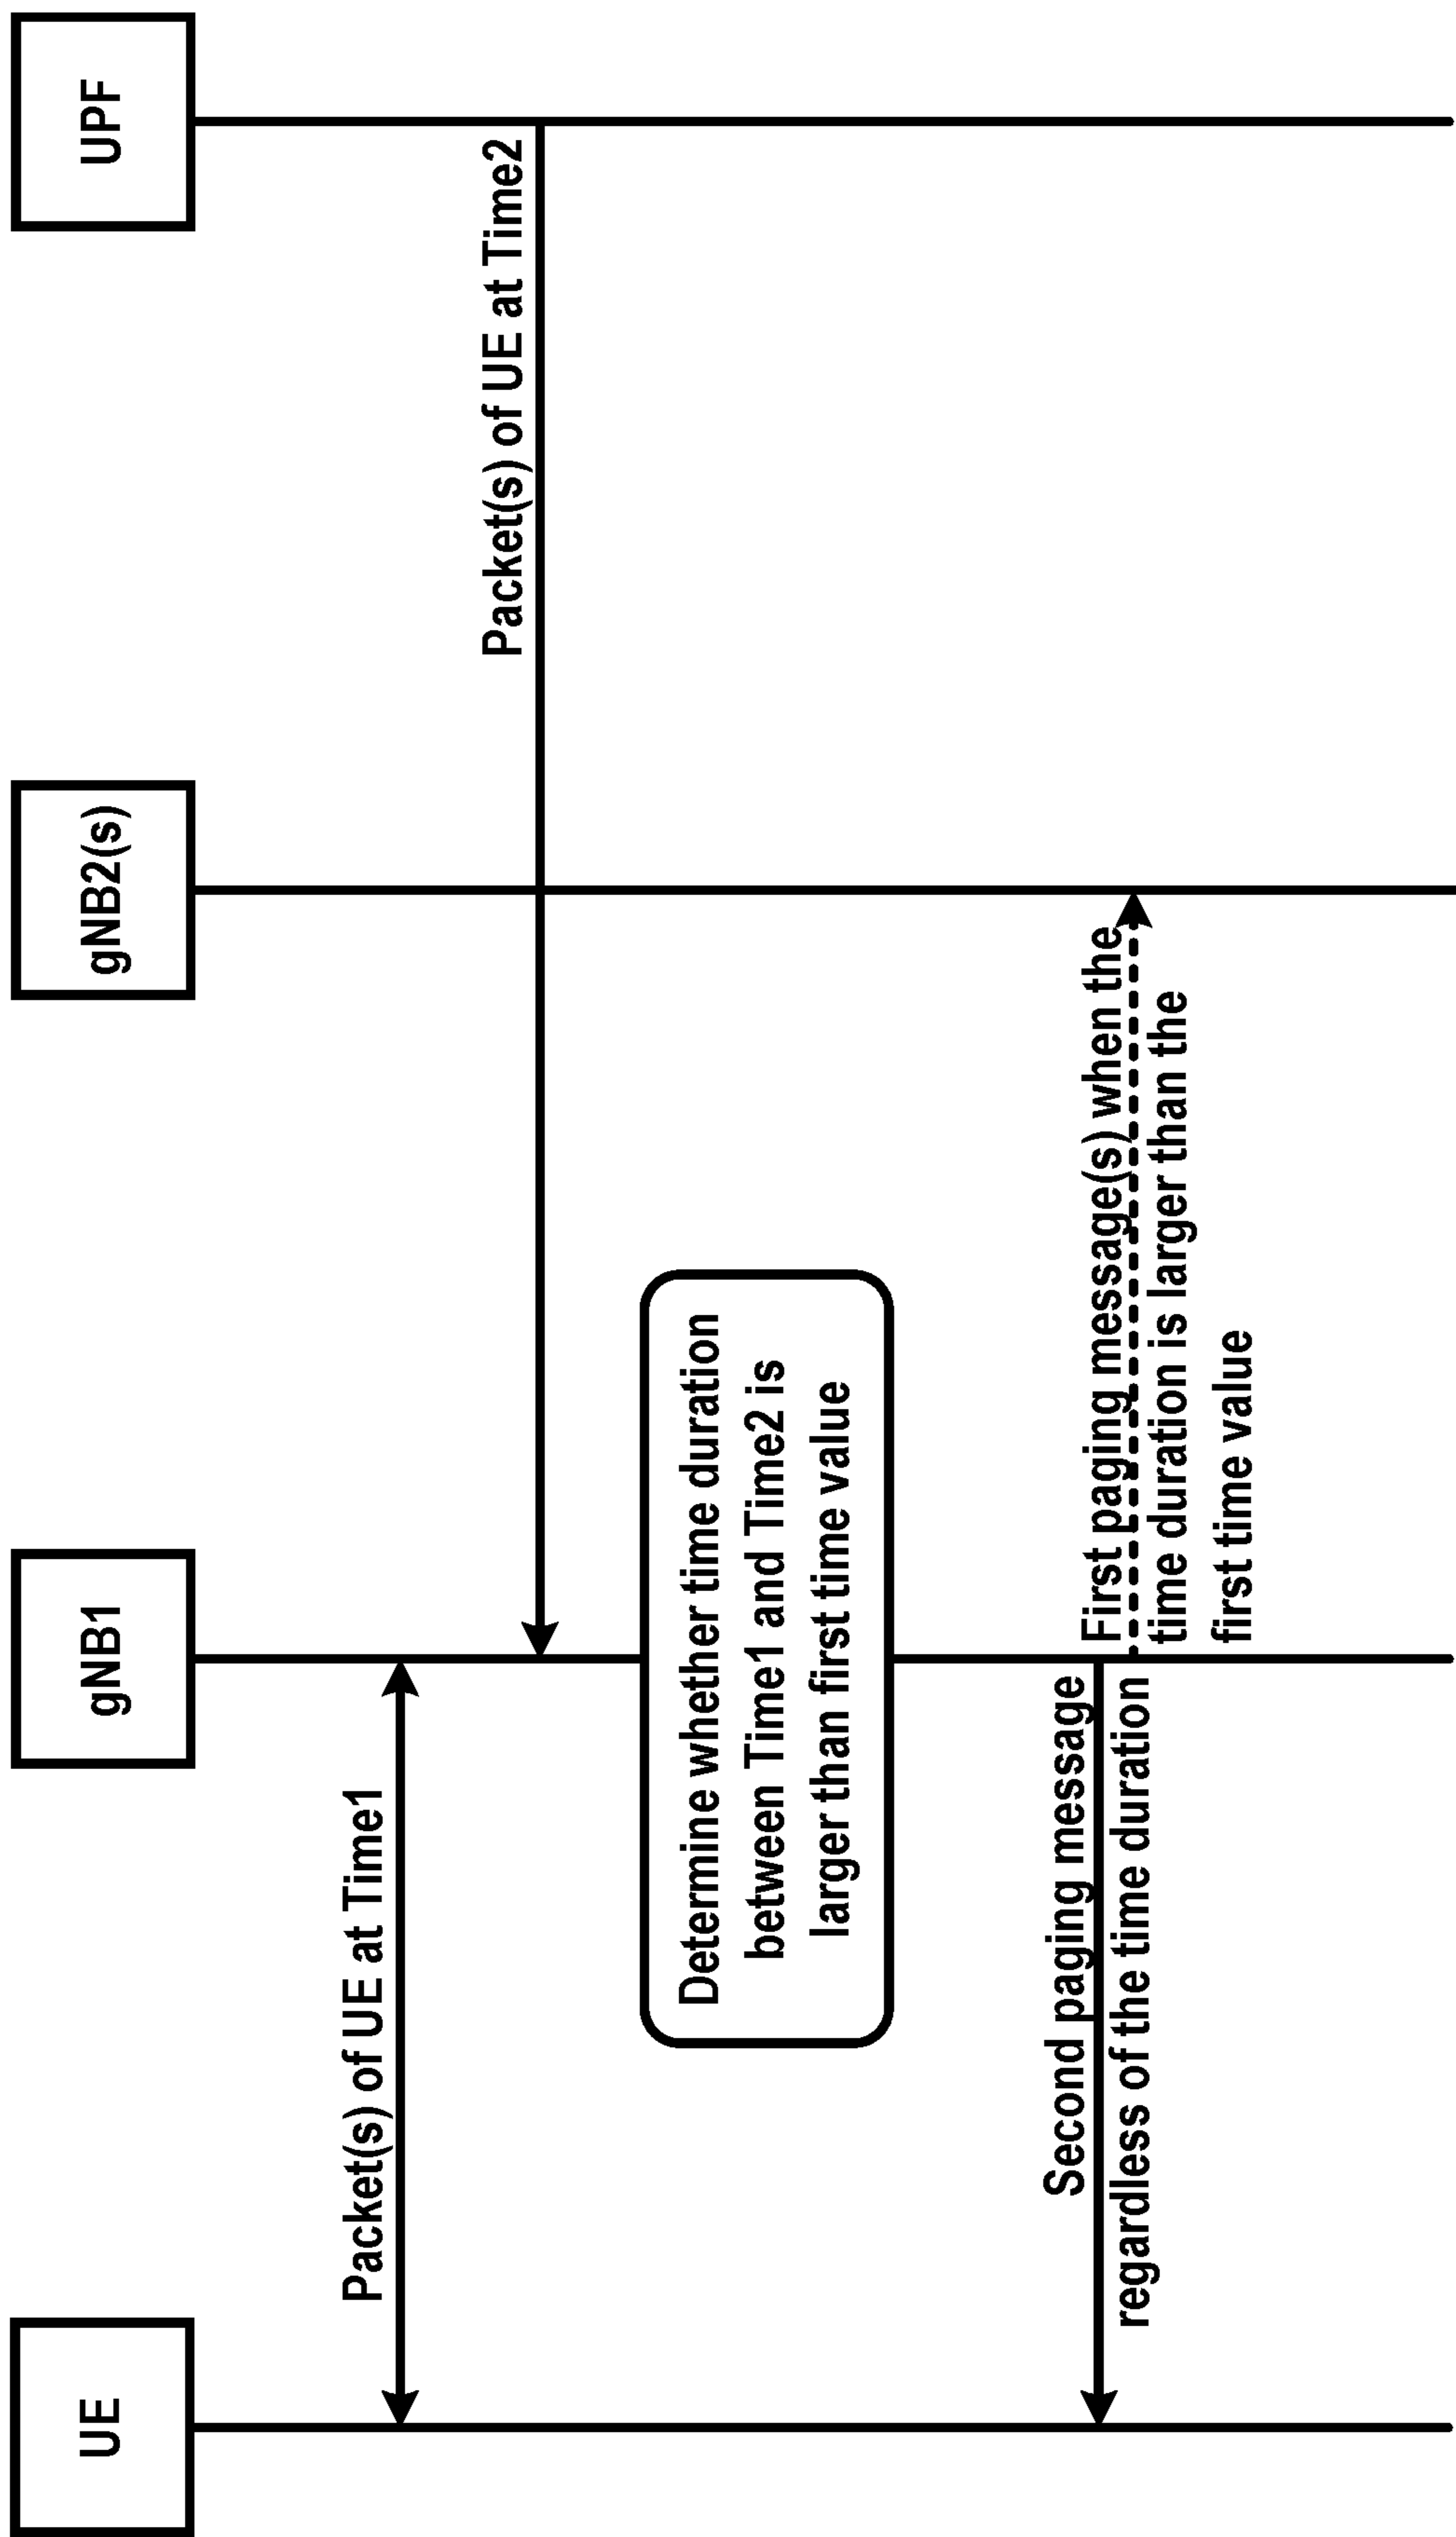 UE
gNB1
gNB2(s)
UPF
Packet(s) of UE at Time1
Packet(s) of UE at Time2
Determine whether time duration
between Time1 and Time2 is
larger than first time value
Second paging message
regardless of the time duration
First paging message(s) when the
time duration is larger than the
first time value